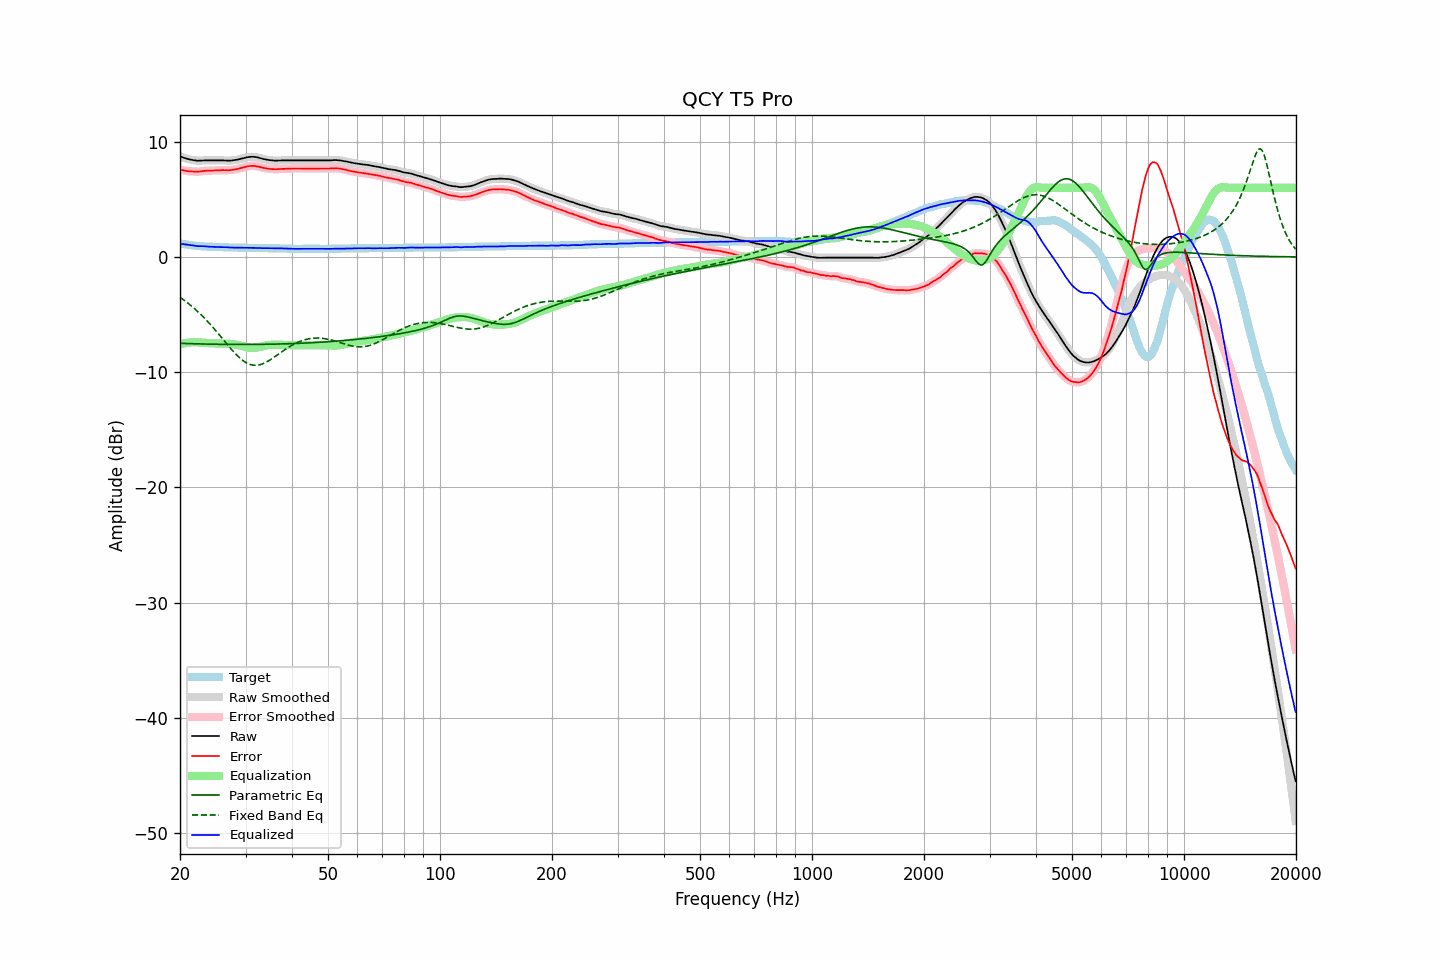 QCY T5 Pro
10
0
−10
−20
−30
−40
−50
Amplitude (dBr)
Target
Raw Smoothed
Error Smoothed
Raw
Error
Equalization
Parametric Eq
Fixed Band Eq
Equalized
20 50 100 200 500 1000 2000 5000 10000 20000
Frequency (Hz)